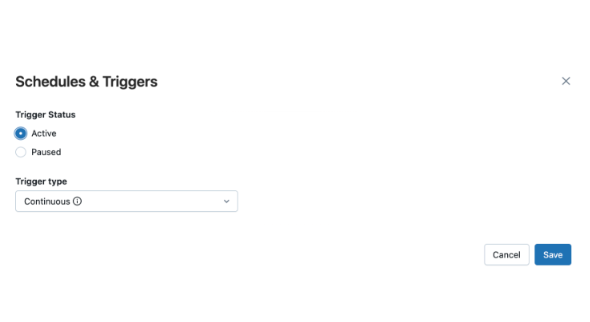 Schedules & Triggers
Trigger Status
Active
Paused
Trigger type
Continuous
Cancel Save